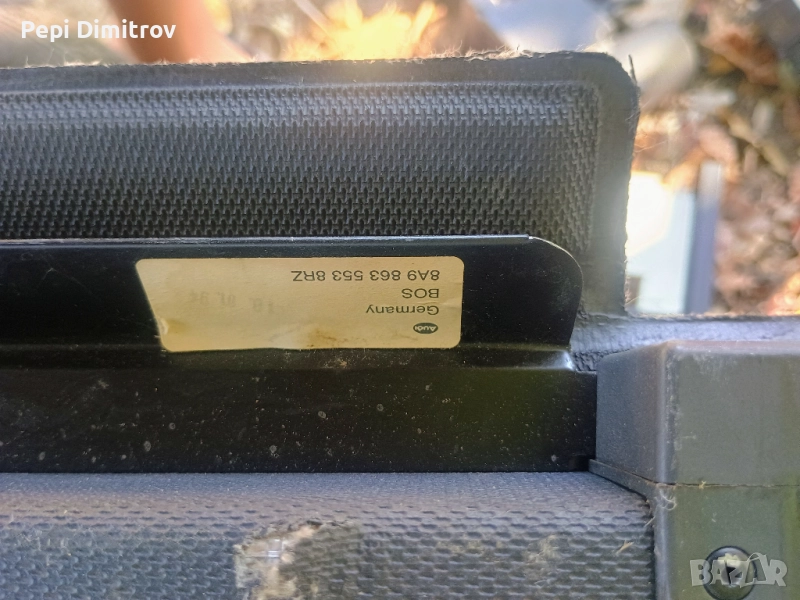 Pepi Dimitrov
Audi
Germany
BOS
8A9 863 553 8RZ
BAZAR